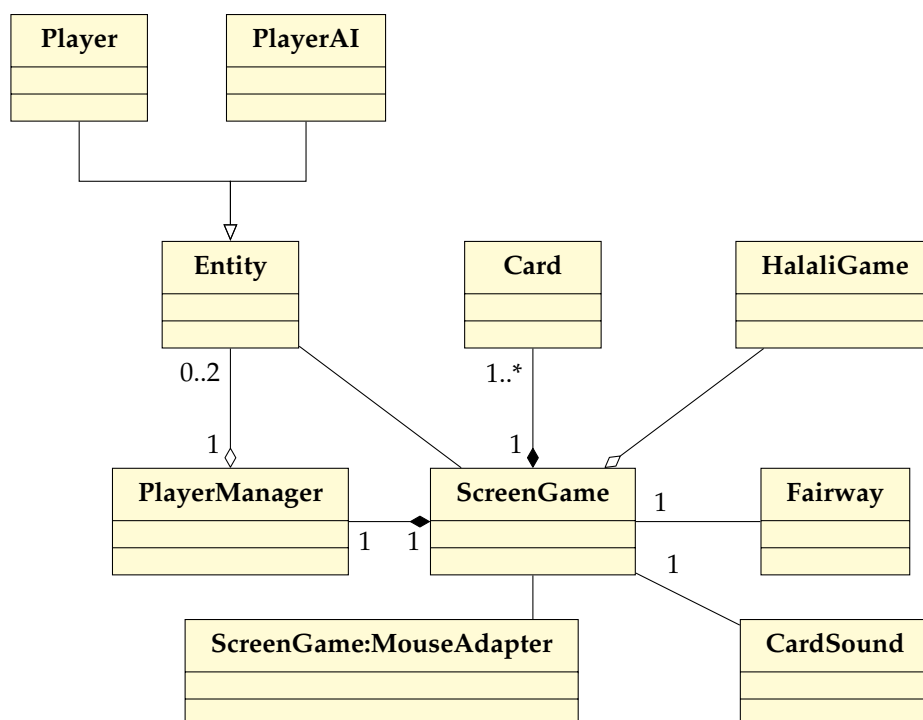 Player
PlayerAI
Entity
Card
HalaliGame
0..2
1..*
1
1
PlayerManager
ScreenGame
Fairway
1
1
1
1
ScreenGame:MouseAdapter
CardSound